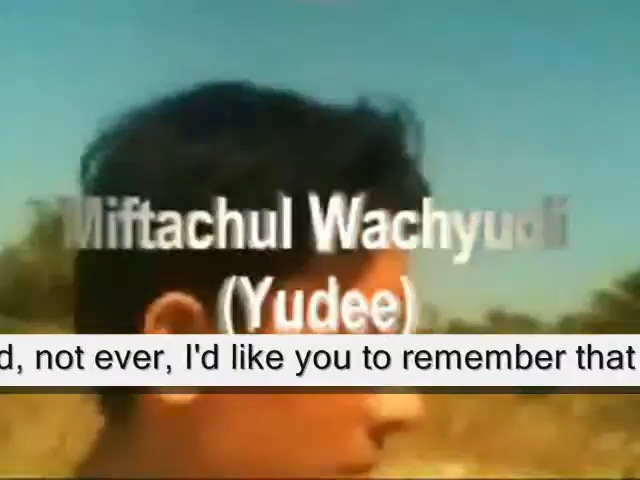 Miftachul Wachyudi
(Yudee)
d, not ever, I'd like you to remember that